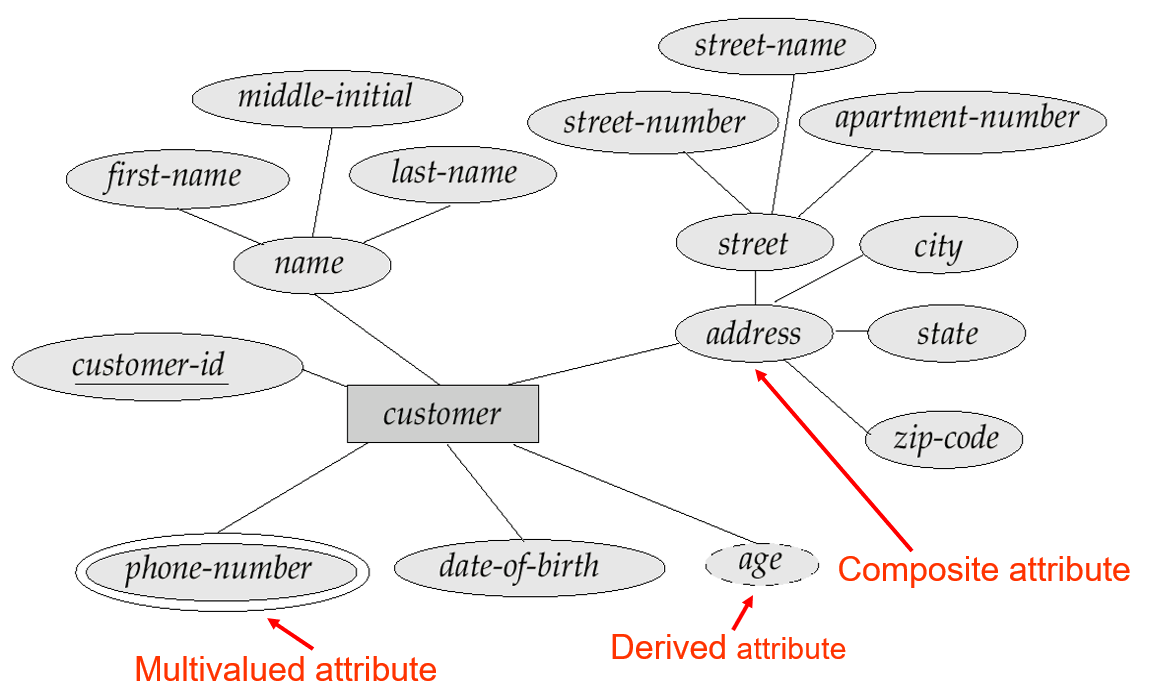 street-name
middle-initial
street-number
apartment-number
first-name
last-name
name
street
city
customer-id
address
state
customer
zip-code
phone-number
date-of-birth
age
Composite attribute
Multivalued attribute
Derived attribute